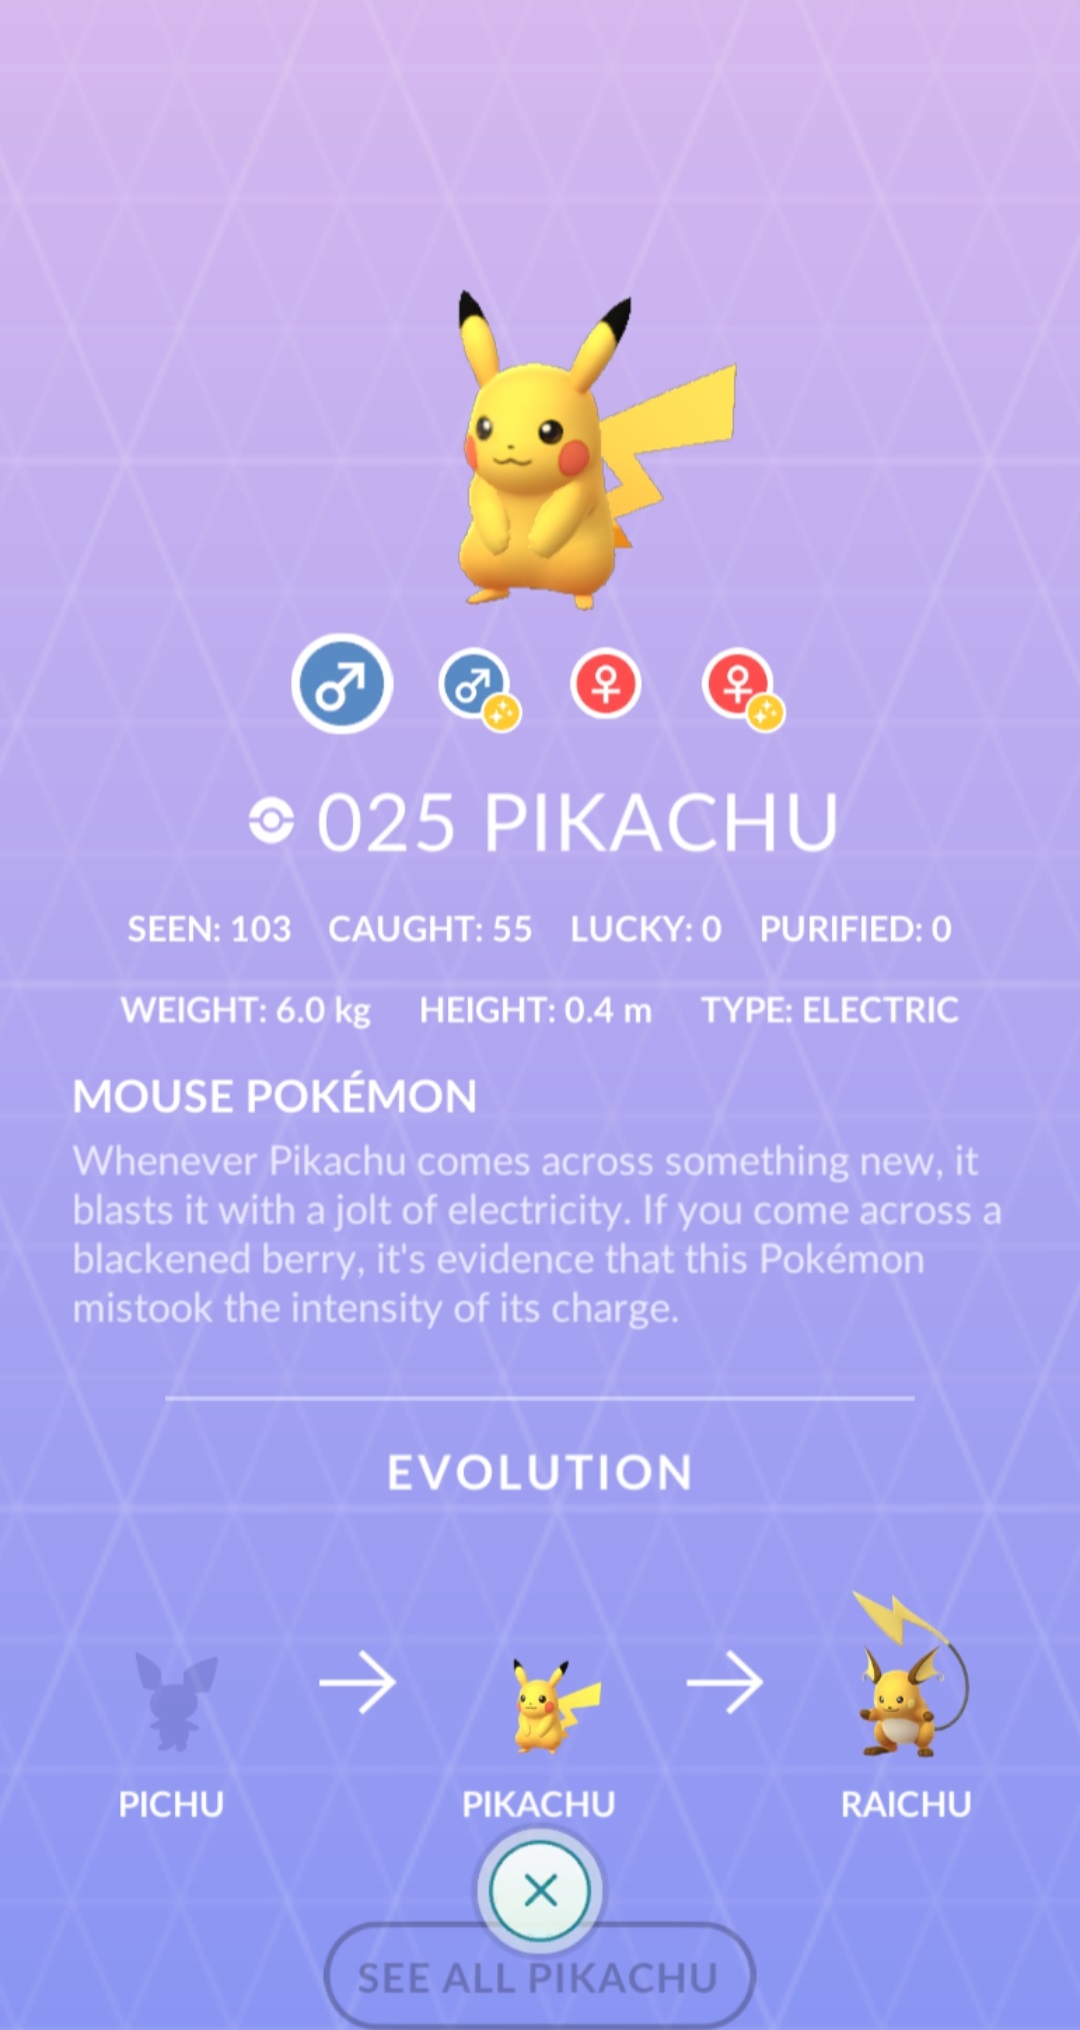 025 PIKACHU
SEEN: 103 CAUGHT: 55 LUCKY: 0 PURIFIED: 0
WEIGHT: 6.0 kg HEIGHT: 0.4 m TYPE: ELECTRIC
MOUSE POKÉMON
Whenever Pikachu comes across something new, it
blasts it with a jolt of electricity. If you come across a
blackened berry, it's evidence that this Pokémon
mistook the intensity of its charge.
EVOLUTION
PICHU PIKACHU RAICHU
SEE ALL PIKACHU